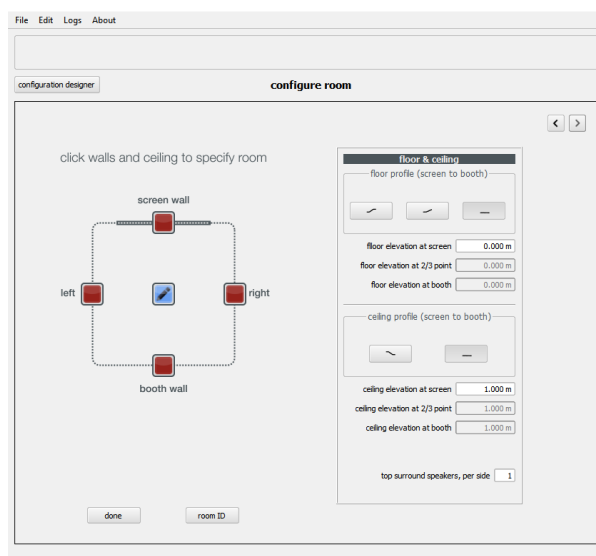 File Edit Logs About
configuration designer
configure room
click walls and ceiling to specify room
screen wall
left
right
booth wall
done
room ID
floor & ceiling
floor profile (screen to booth)
floor elevation at screen 0.000 m
floor elevation at 2/3 point 0.000 m
floor elevation at booth 0.000 m
ceiling profile (screen to booth)
ceiling elevation at screen 1.000 m
ceiling elevation at 2/3 point 1.000 m
ceiling elevation at booth 1.000 m
top surround speakers, per side 1